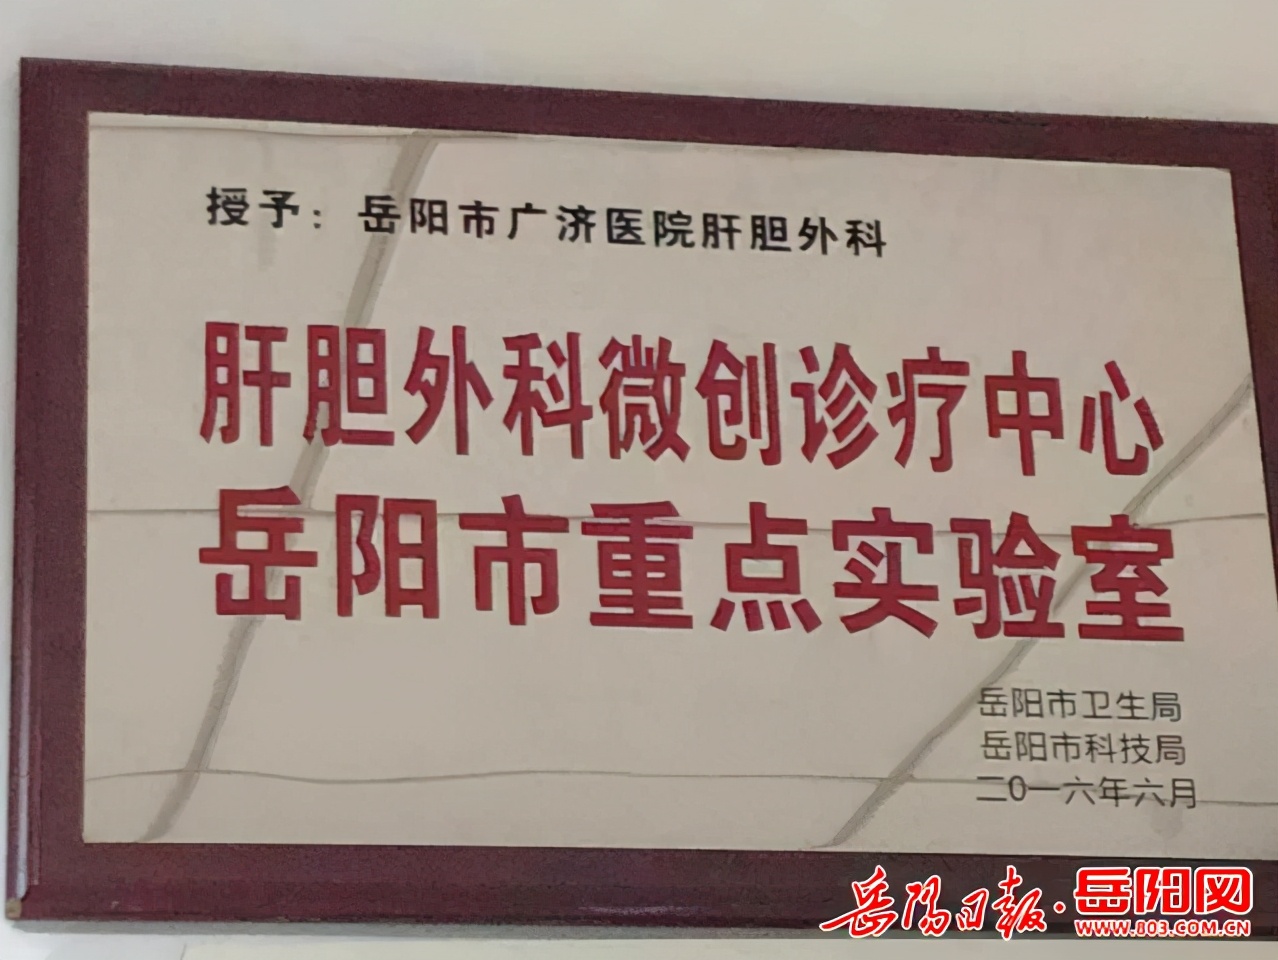 授予：岳阳市广济医院肝胆外科
肝胆外科微创诊疗中心
岳阳市重点实验室
岳阳市卫生局
岳阳市科技局
二0一六年六月
岳阳日报·岳阳网
WWW.803.COM.CN